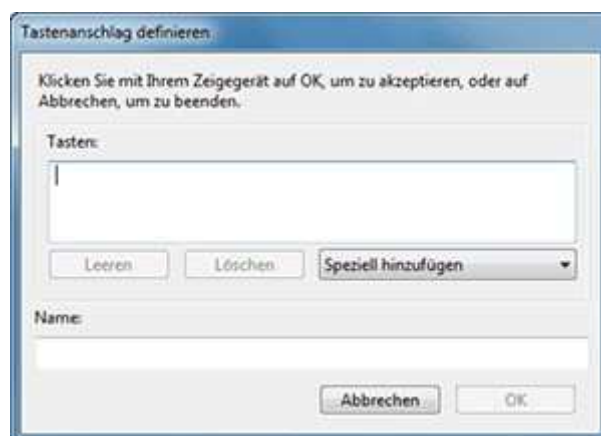 Tastenanschlag definieren
Klicken Sie mit Ihrem Zeigegerät auf OK, um zu akzeptieren, oder auf
Abbrechen, um zu beenden.
Tasten:
Leeren Löschen Speziell hinzufügen
Name:
Abbrechen OK